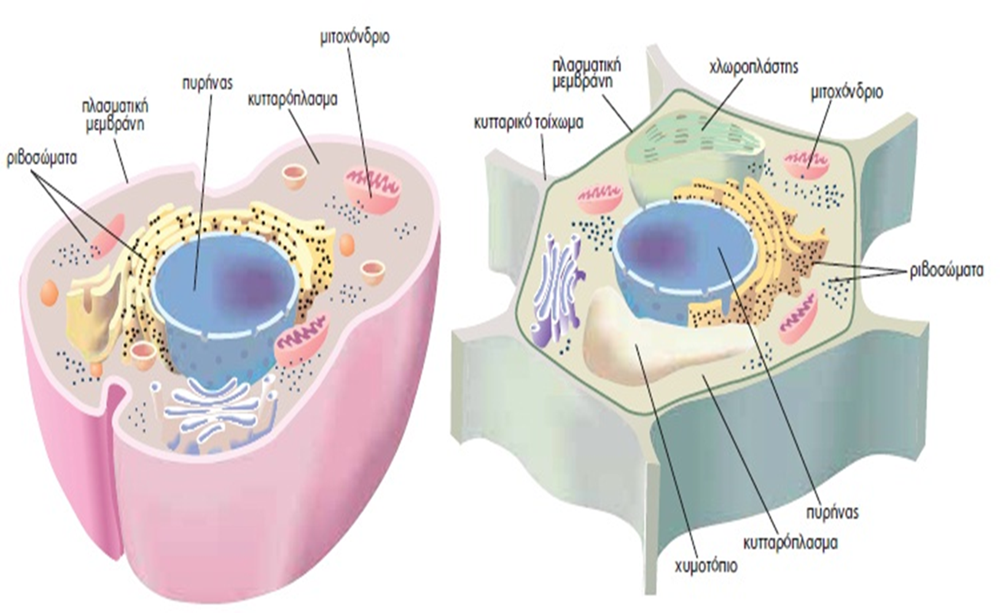 μιτοχόνδριο
πυρήνας
κυτταρόπλασμα
πλασματική
μεμβράνη
ριβοσώματα
πλασματική
μεμβράνη
χλωροπλάστης
μιτοχόνδριο
κυτταρικό τοίχωμα
ριβοσώματα
πυρήνας
κυτταρόπλασμα
χυμοτόπιο